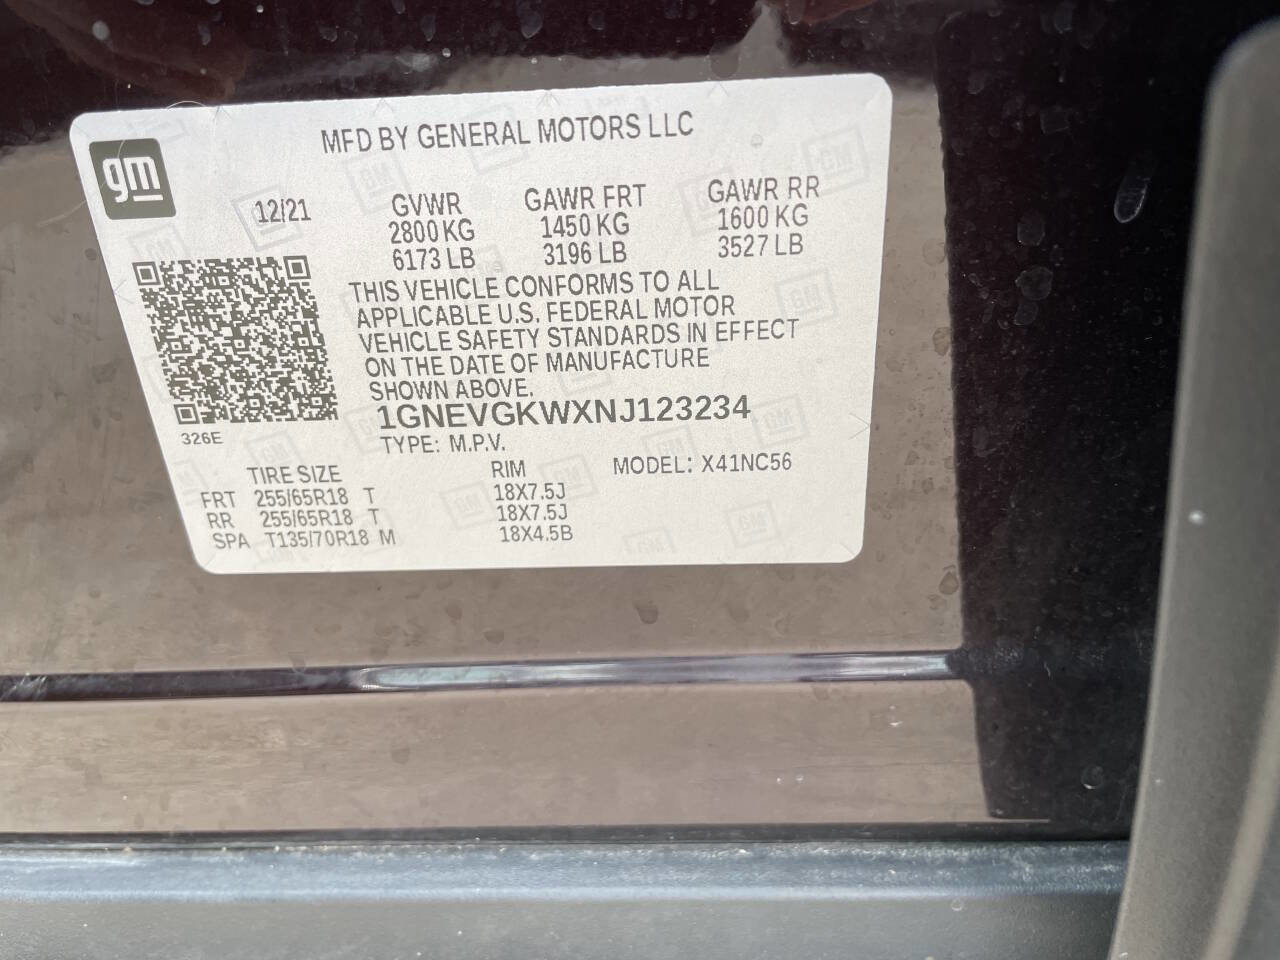 MFD BY GENERAL MOTORS LLC
gm
12/21 GVWR GAWR FRT GAWR RR
2800 KG 1450 KG 1600 KG
6173 LB 3196 LB 3527 LB
THIS VEHICLE CONFORMS TO ALL
APPLICABLE U.S. FEDERAL MOTOR
VEHICLE SAFETY STANDARDS IN EFFECT
ON THE DATE OF MANUFACTURE
SHOWN ABOVE.
1GNEVGKWXNJ123234
326E
TYPE: M.P.V.
TIRE SIZE RIM MODEL: X41NC56
FRT 255/65R18 T 18X7.5J
RR 255/65R18 T 18X7.5J
SPA T135/70R18 M 18X4.5B